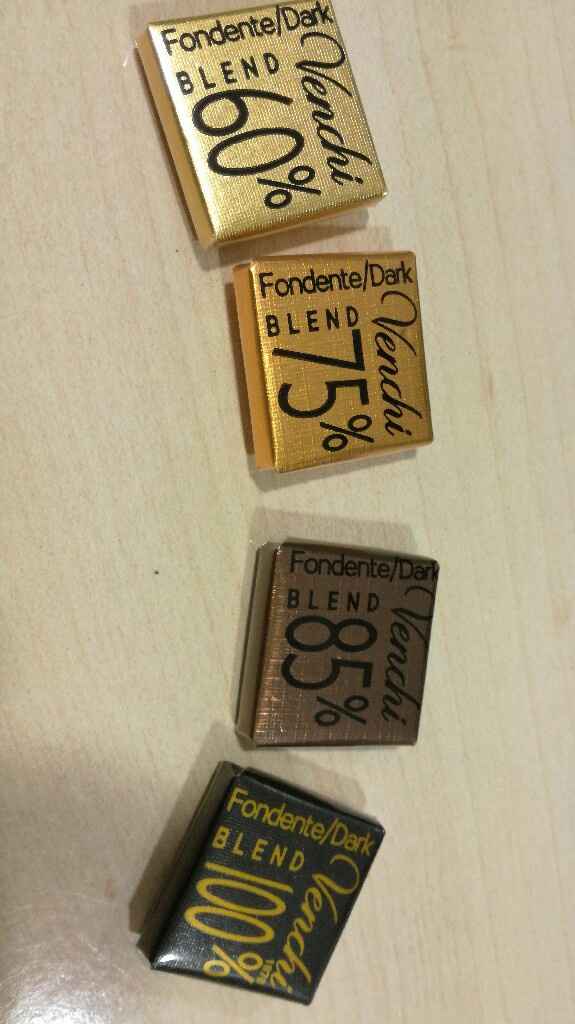 Fondente/Dark
BLEND
60%
Venchi
Fondente/Dark
BLEND
75%
Venchi
Fondente/Dark
BLEND
85%
Venchi
Fondente/Dark
BLEND
100%
Venchi